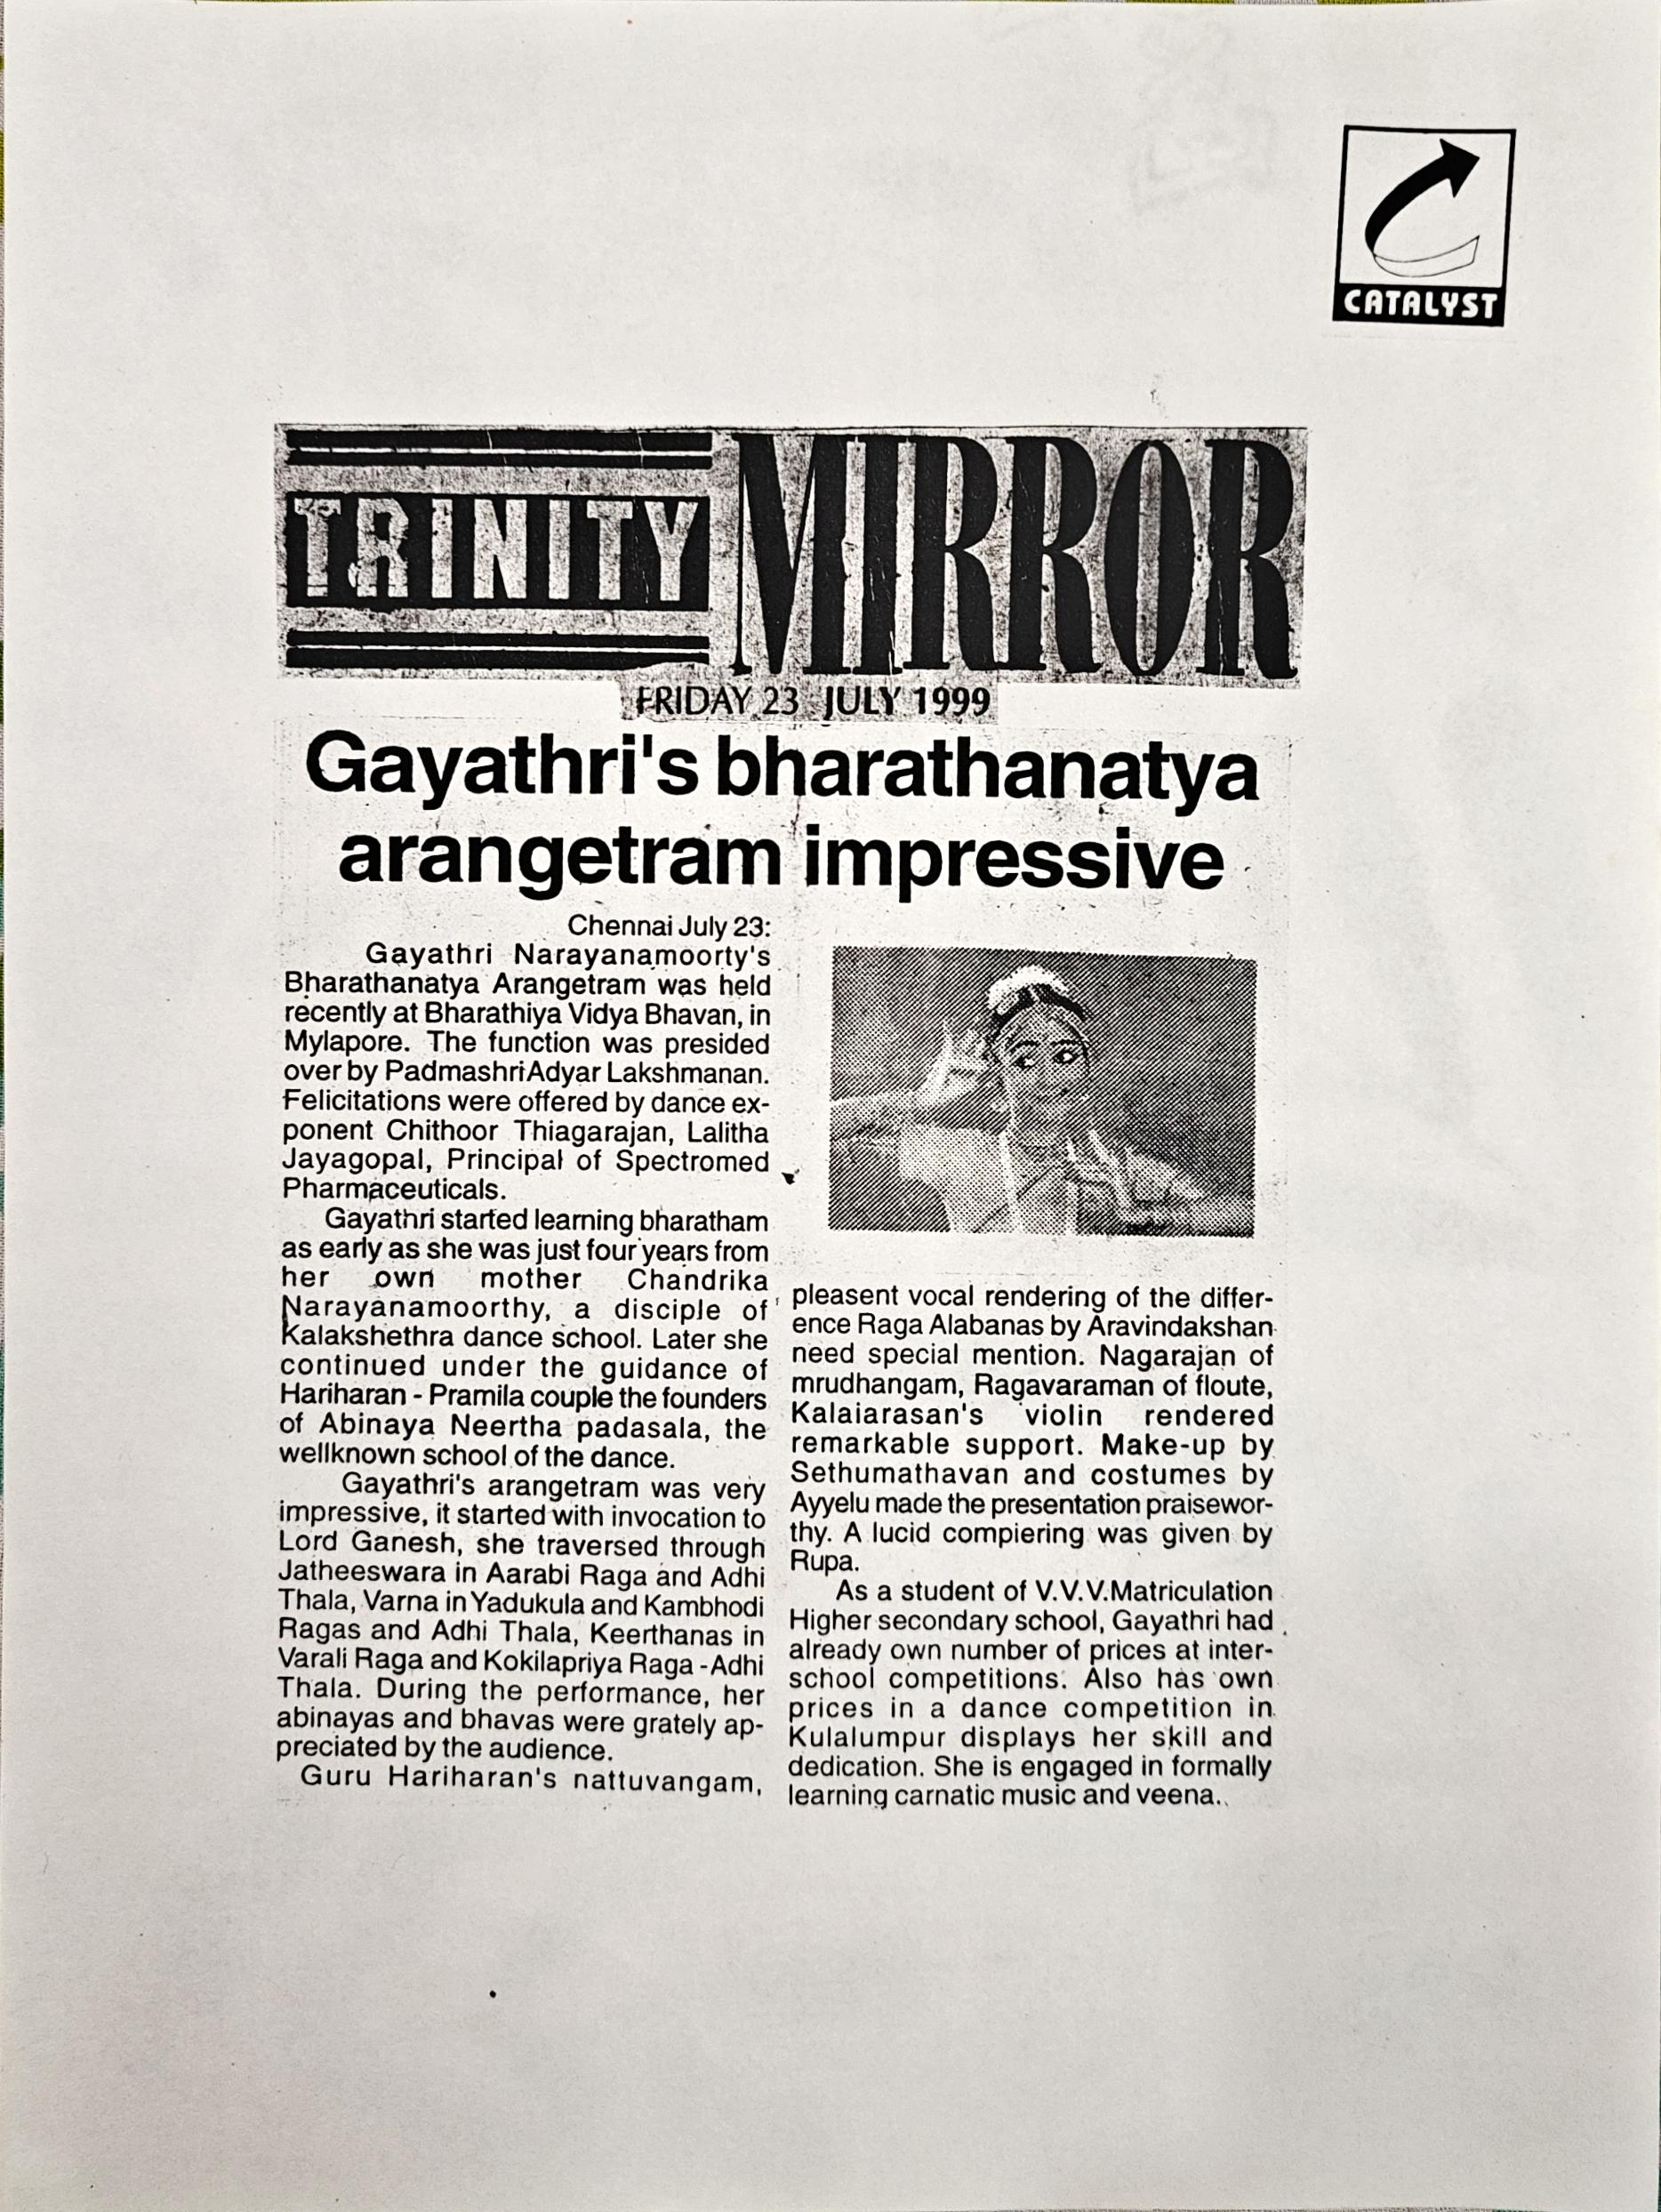 CATALYST
TRINITY MIRROR
FRIDAY 23 JULY 1999
Gayathri's bharathanatya
arangetram impressive
Chennai July 23:
Gayathri Narayanamoorty's
Bharathanatya Arangetram was held
recently at Bharathiya Vidya Bhavan, in
Mylapore. The function was presided
over by Padmashri Adyar Lakshmanan.
Felicitations were offered by dance ex-
ponent Chithoor Thiagarajan, Lalitha
Jayagopal, Principal of Spectromed
Pharmaceuticals.
Gayathri started learning bharatham
as early as she was just four years from
her own mother Chandrika
Narayanamoorthy, a disciple of
Kalakshethra dance school. Later she
continued under the guidance of
Hariharan - Pramila couple the founders
of Abinaya Neertha padasala, the
wellknown school of the dance.
Gayathri's arangetram was very
impressive, it started with invocation to
Lord Ganesh, she traversed through
Jatheeswara in Aarabi Raga and Adhi
Thala, Varna in Yadukula and Kambhodi
Ragas and Adhi Thala, Keerthanas in
Varali Raga and Kokilapriya Raga - Adhi
Thala. During the performance, her
abinayas and bhavas were grately ap-
preciated by the audience.
Guru Hariharan's nattuvangam,
pleasent vocal rendering of the differ-
ence Raga Alabanas by Aravindakshan
need special mention. Nagarajan of
mrudhangam, Ragavaraman of floute,
Kalaiarasan's violin rendered
remarkable support. Make-up by
Sethumathavan and costumes by
Ayyelu made the presentation praisewor-
thy. A lucid compiering was given by
Rupa.
As a student of V.V.V.Matriculation
Higher secondary school, Gayathri had
already own number of prices at inter-
school competitions. Also has own
prices in a dance competition in
Kulalumpur displays her skill and
dedication. She is engaged in formally
learning carnatic music and veena.